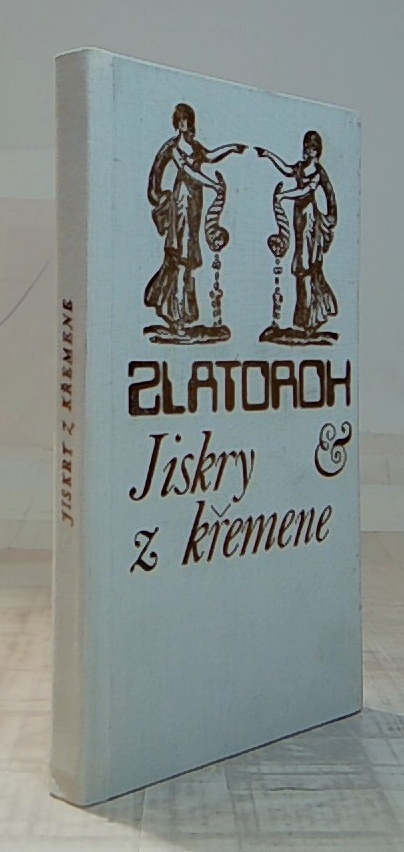 JISKRY Z KŘEMENE
ZLATOROH
Jiskry &
z křemene